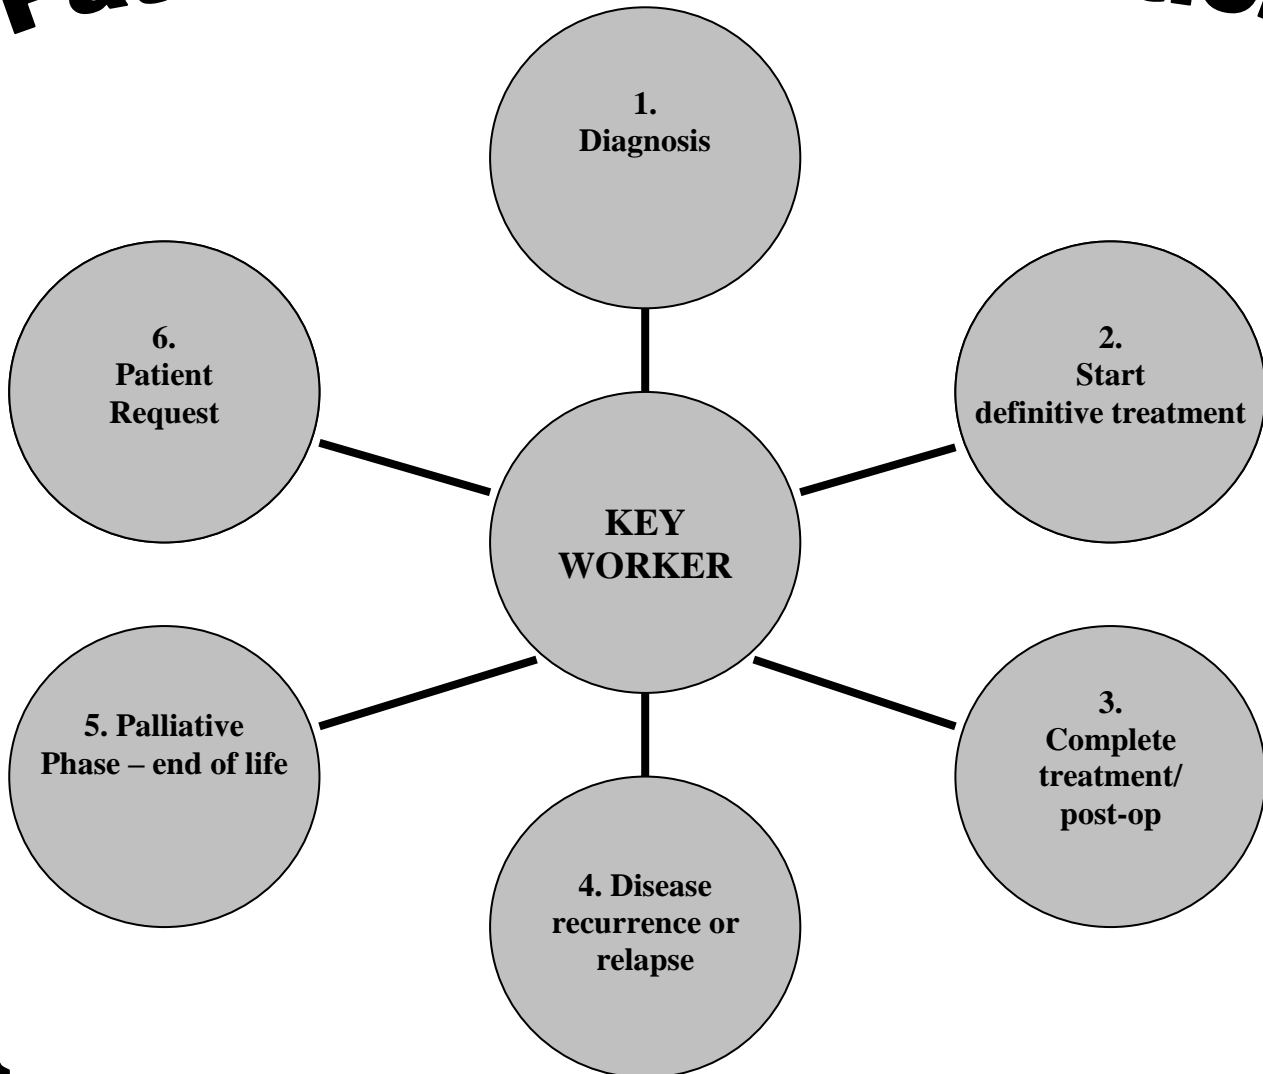 1.
Diagnosis
2.
Start
definitive treatment
3.
Complete
treatment/
post-op
4. Disease
recurrence or
relapse
5. Palliative
Phase – end of life
6.
Patient
Request
KEY
WORKER